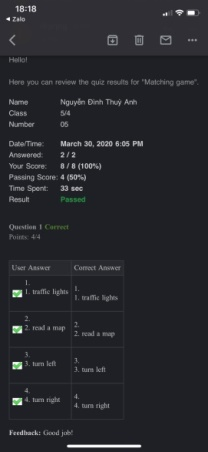 18:18
Zalo
Hello!
Here you can review the quiz results for "Matching game".
Name Nguyễn Đình Thuỳ Anh
Class 5/4
Number 05
Date/Time: March 30, 2020 6:05 PM
Answered: 2 / 2
Your Score: 8 / 8 (100%)
Passing Score: 4 (50%)
Time Spent: 33 sec
Result Passed
Question 1 Correct
Points: 4/4
User Answer Correct Answer
1. 1.
1. traffic lights 1. traffic lights
2. 2.
2. read a map 2. read a map
3. 3.
3. turn left 3. turn left
4. 4.
4. turn right 4. turn right
Feedback: Good job!